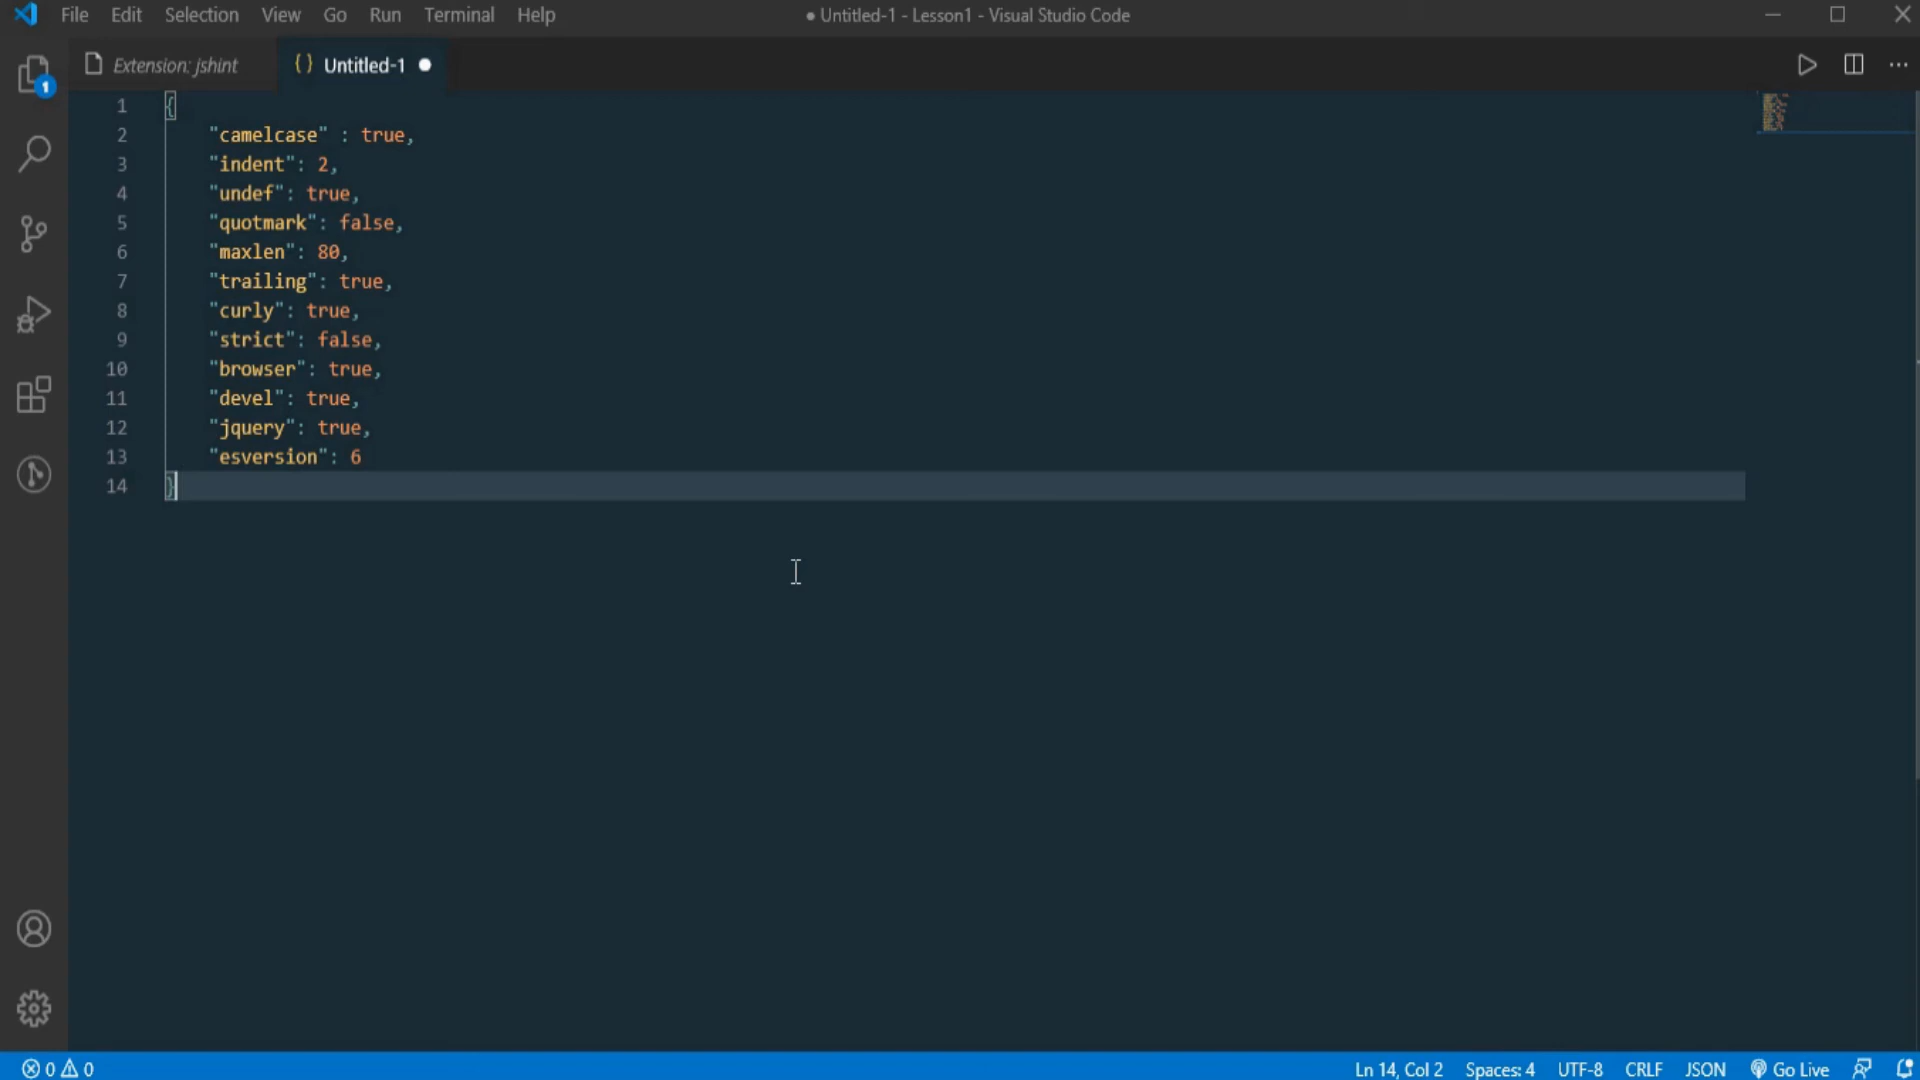 File Edit Selection View Go Run Terminal Help ● Untitled-1 - Lesson1 - Visual Studio Code
Extension: jshint {} Untitled-1 ●
1
1 {
2 "camelcase" : true,
3 "indent": 2,
4 "undef": true,
5 "quotmark": false,
6 "maxlen": 80,
7 "trailing": true,
8 "curly": true,
9 "strict": false,
10 "browser": true,
11 "devel": true,
12 "jquery": true,
13 "esversion": 6
14 }
0 0 Ln 14, Col 2 Spaces: 4 UTF-8 CRLF JSON Go Live